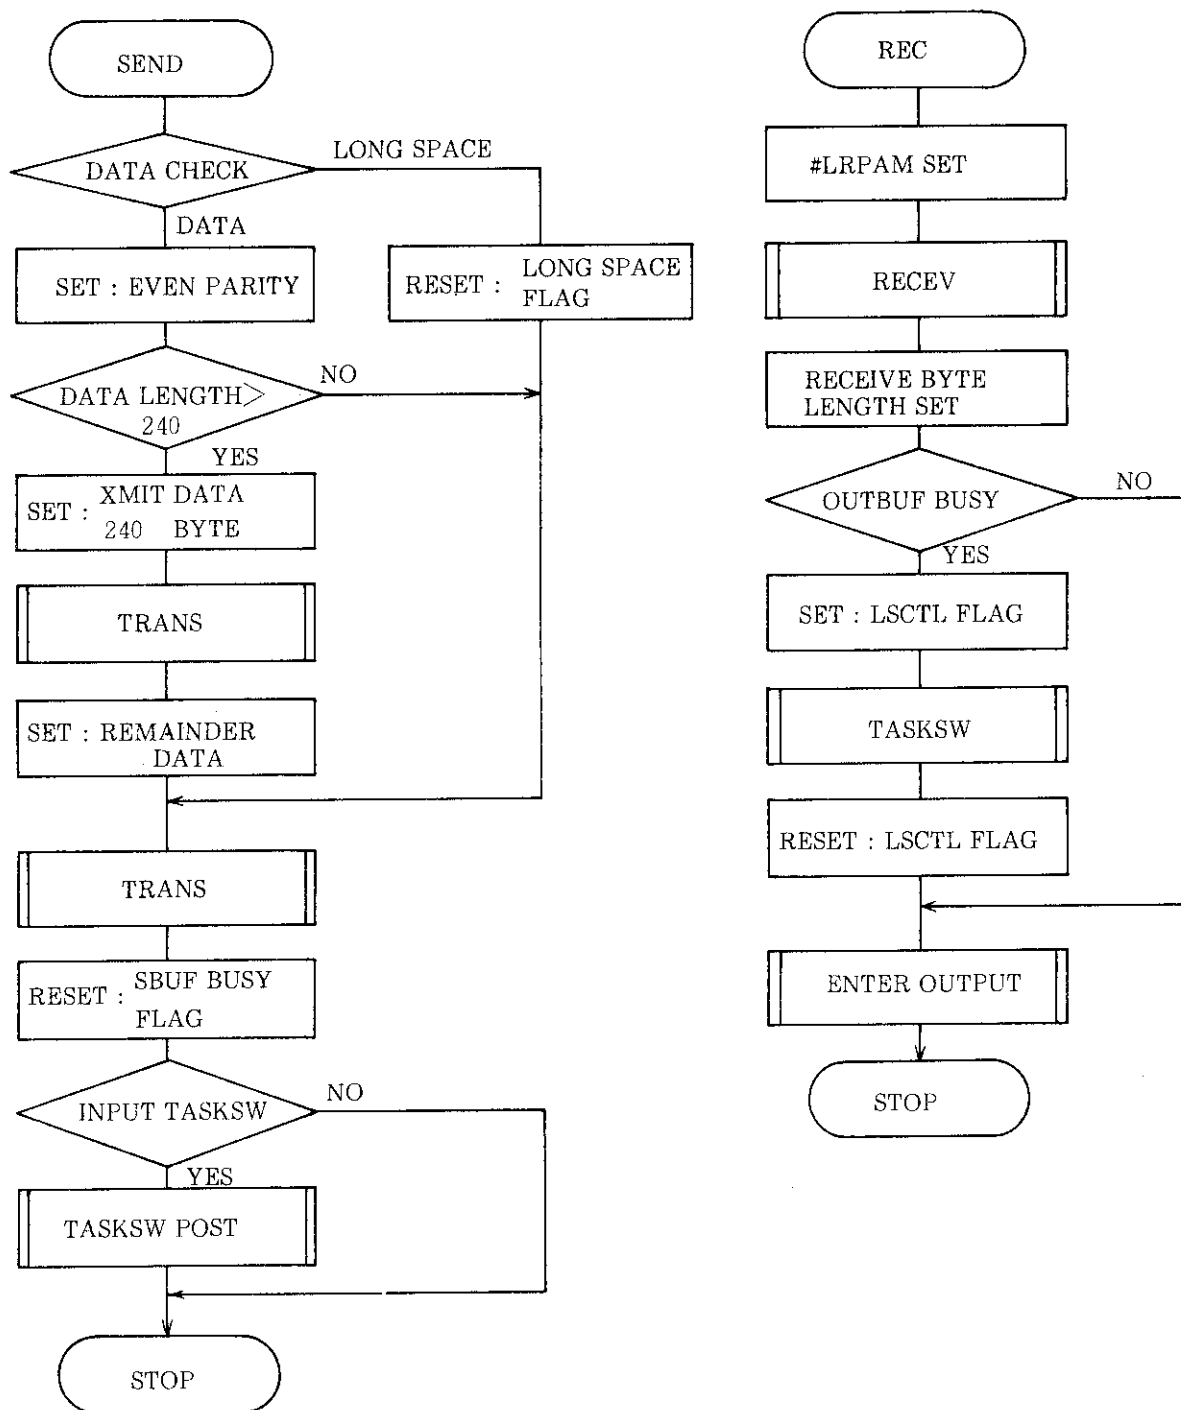 SEND
DATA CHECK
LONG SPACE
DATA
SET : EVEN PARITY
RESET : LONG SPACE
FLAG
DATA LENGTH>
240
NO
YES
SET : XMIT DATA
240 BYTE
TRANS
SET : REMAINDER
DATA
TRANS
RESET : SBUF BUSY
FLAG
INPUT TASKSW
NO
YES
TASKSW POST
STOP
REC
#LRPAM SET
RECEV
RECEIVE BYTE
LENGTH SET
OUTBUF BUSY
NO
YES
SET : LSCTL FLAG
TASKSW
RESET : LSCTL FLAG
ENTER OUTPUT
STOP